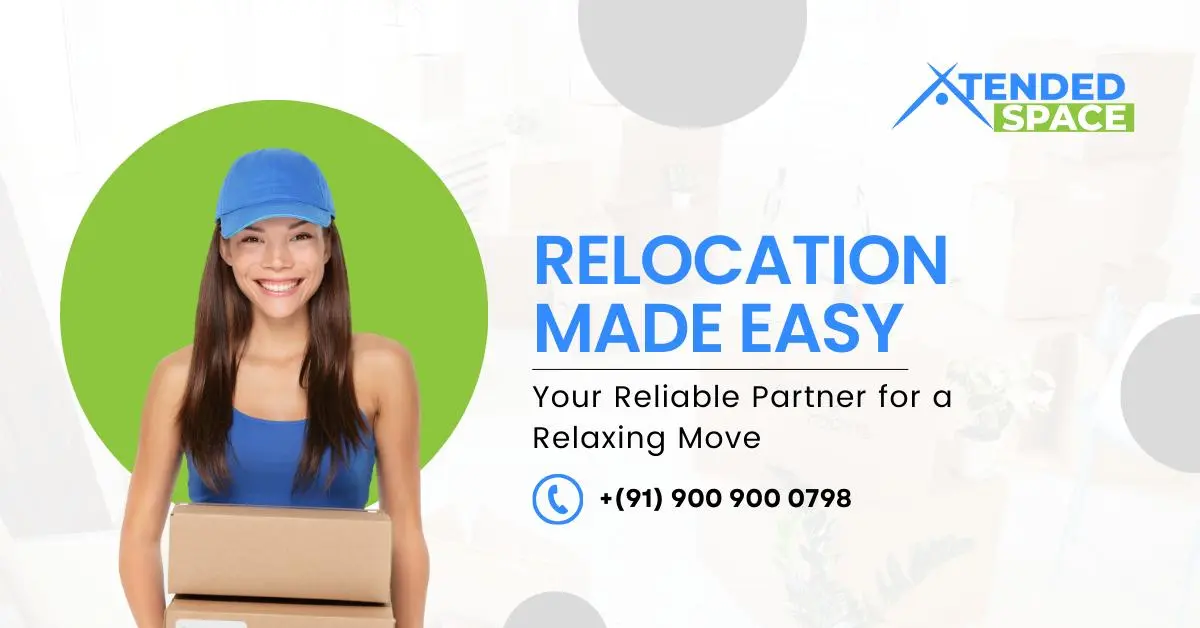 XTENDED
SPACE
RELOCATION
MADE EASY
Your Reliable Partner for a
Relaxing Move
+(91) 900 900 0798